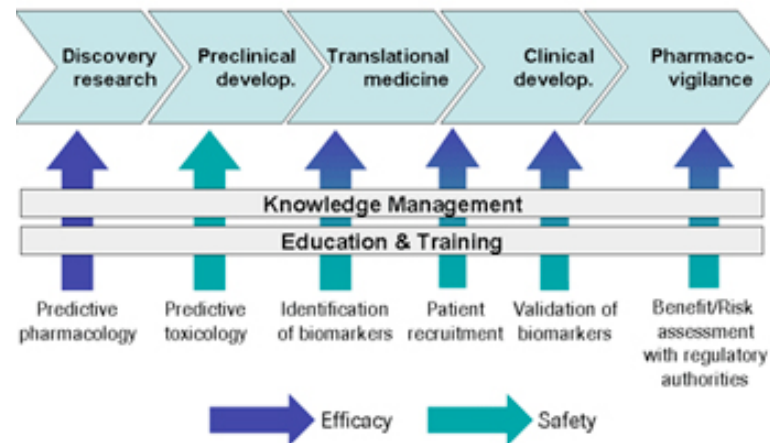 Discovery
research
Preclinical
develop.
Translational
medicine
Clinical
develop.
Pharmaco-
vigilance
Knowledge Management
Education & Training
Predictive
pharmacology
Predictive
toxicology
Identification
of biomarkers
Patient
recruitment
Validation of
biomarkers
Benefit/Risk
assessment
with regulatory
authorities
Efficacy
Safety